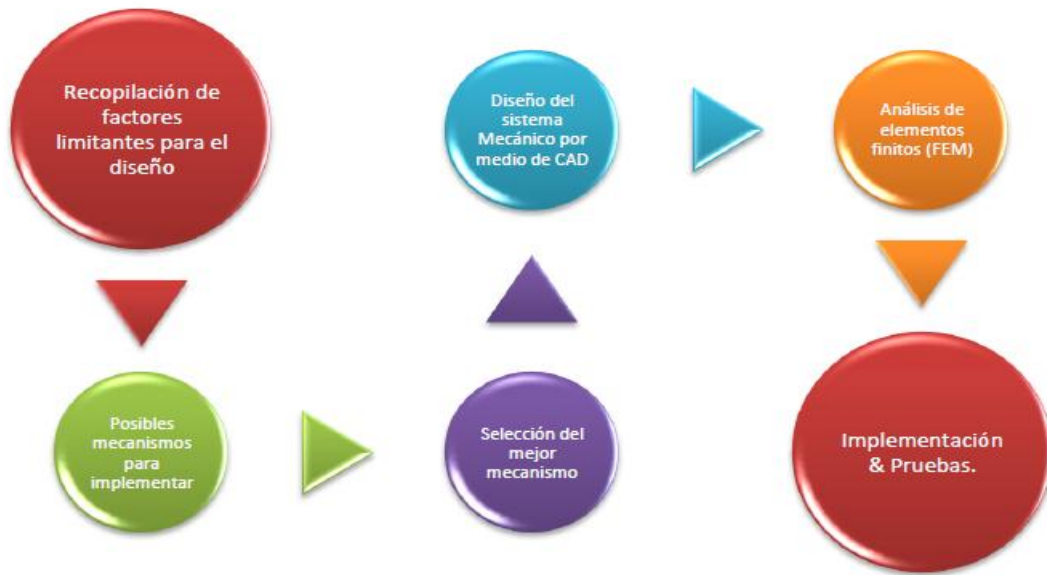 Recopilación de
factores
limitantes para el
diseño
Posibles
mecanismos
para
implementar
Selección del
mejor
mecanismo
Diseño del
sistema
Mecánico por
medio de CAD
Análisis de
elementos
finitos (FEM)
Implementación
& Pruebas.